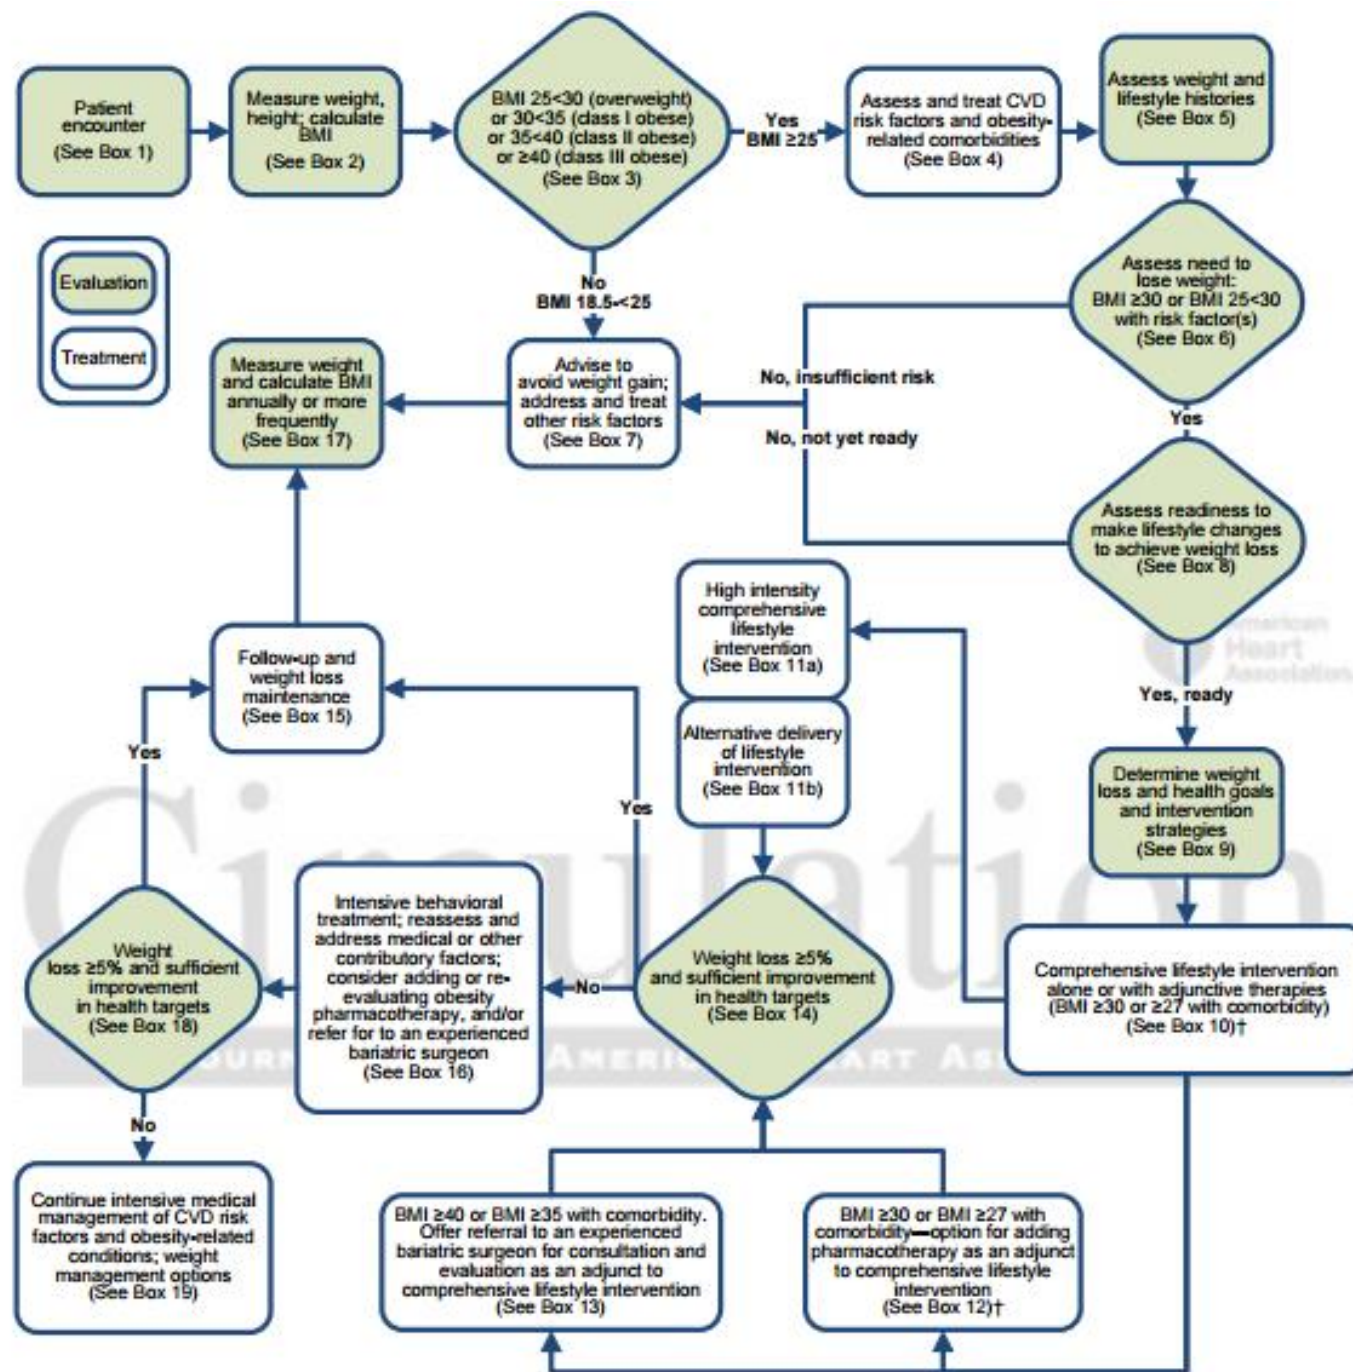 Patient
encounter
(See Box 1)
Measure weight,
height; calculate
BMI
(See Box 2)
BMI 25<30 (overweight)
or 30<35 (class I obese)
or 35<40 (class II obese)
or ≥40 (class III obese)
(See Box 3)
Yes
BMI ≥25
Assess and treat CVD
risk factors and obesity-
related comorbidities
(See Box 4)
Assess weight and
lifestyle histories
(See Box 5)
Evaluation
Treatment
No
BMI 18.5-<25
Assess need to
lose weight:
BMI ≥30 or BMI 25<30
with risk factor(s)
(See Box 6)
Measure weight
and calculate BMI
annually or more
frequently
(See Box 17)
Advise to
avoid weight gain;
address and treat
other risk factors
(See Box 7)
No, insufficient risk
No, not yet ready
Yes
Assess readiness to
make lifestyle changes
to achieve weight loss
(See Box 8)
American
Heart
Association
Yes, ready
High intensity
comprehensive
lifestyle
intervention
(See Box 11a)
Alternative delivery
of lifestyle
intervention
(See Box 11b)
Follow-up and
weight loss
maintenance
(See Box 15)
Yes
Yes
Determine weight
loss and health goals
and intervention
strategies
(See Box 9)
Circulation
Weight
loss ≥5% and sufficient
improvement
in health targets
(See Box 18)
Intensive behavioral
treatment; reassess and
address medical or other
contributory factors;
consider adding or re-
evaluating obesity
pharmacotherapy, and/or
refer for to an experienced
bariatric surgeon
(See Box 16)
No
Weight loss ≥5%
and sufficient improvement
in health targets
(See Box 14)
Comprehensive lifestyle intervention
alone or with adjunctive therapies
(BMI ≥30 or ≥27 with comorbidity)
(See Box 10)†
No
Continue intensive medical
management of CVD risk
factors and obesity-related
conditions; weight
management options
(See Box 19)
BMI ≥40 or BMI ≥35 with comorbidity.
Offer referral to an experienced
bariatric surgeon for consultation and
evaluation as an adjunct to
comprehensive lifestyle intervention
(See Box 13)
BMI ≥30 or BMI ≥27 with
comorbidity—option for adding
pharmacotherapy as an adjunct
to comprehensive lifestyle
intervention
(See Box 12)†